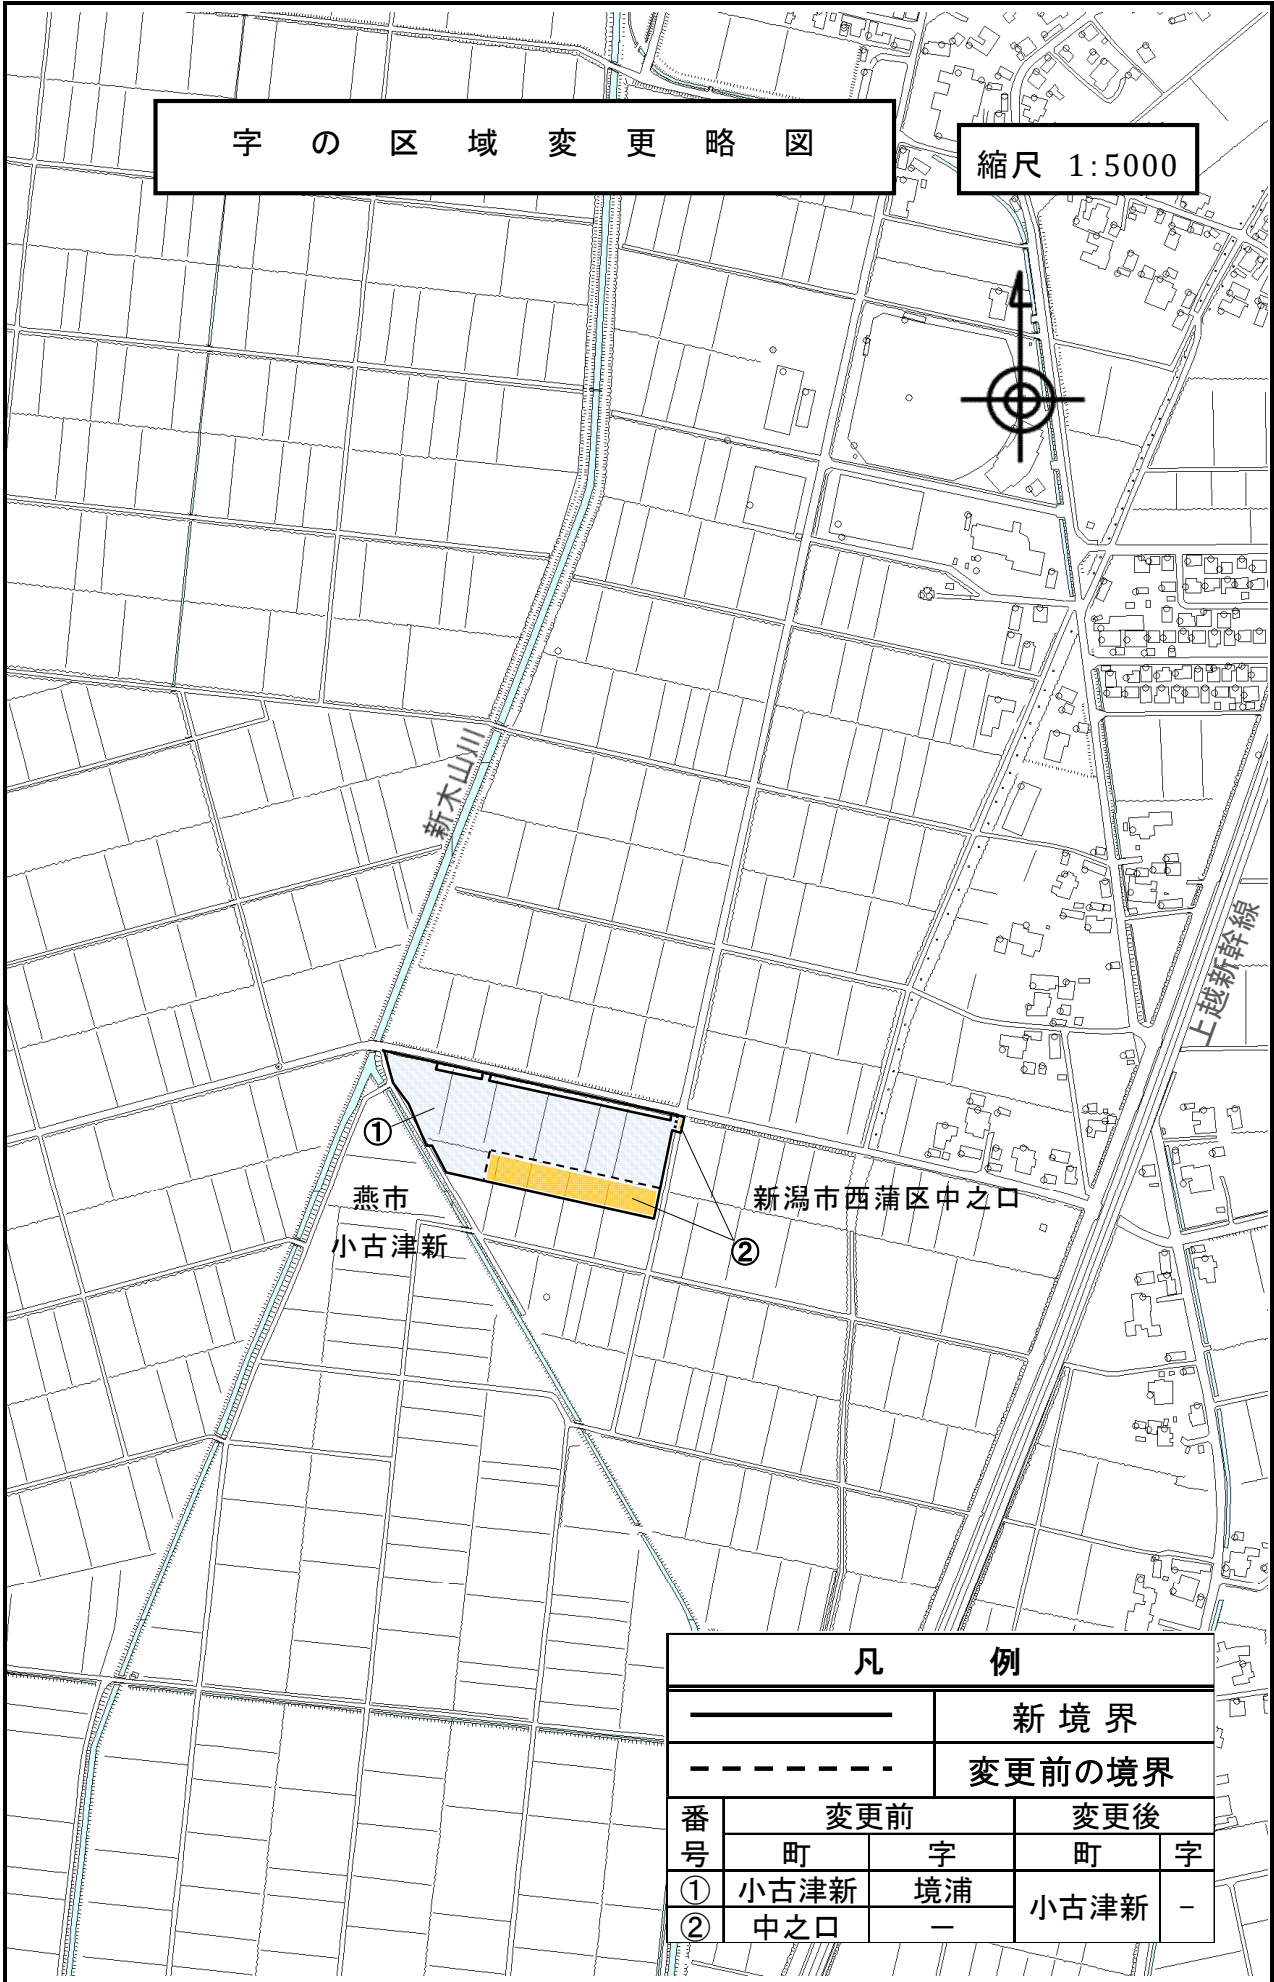 字の区域変更略図
縮尺 1:5000
新木山川
上越新幹線
①
燕市
小古津新
新潟市西蒲区中之口
②
凡例
新境界
変更前の境界
番号 変更前 変更後
町 字 町 字
① 小古津新 境浦 小古津新 -
② 中之口 ー